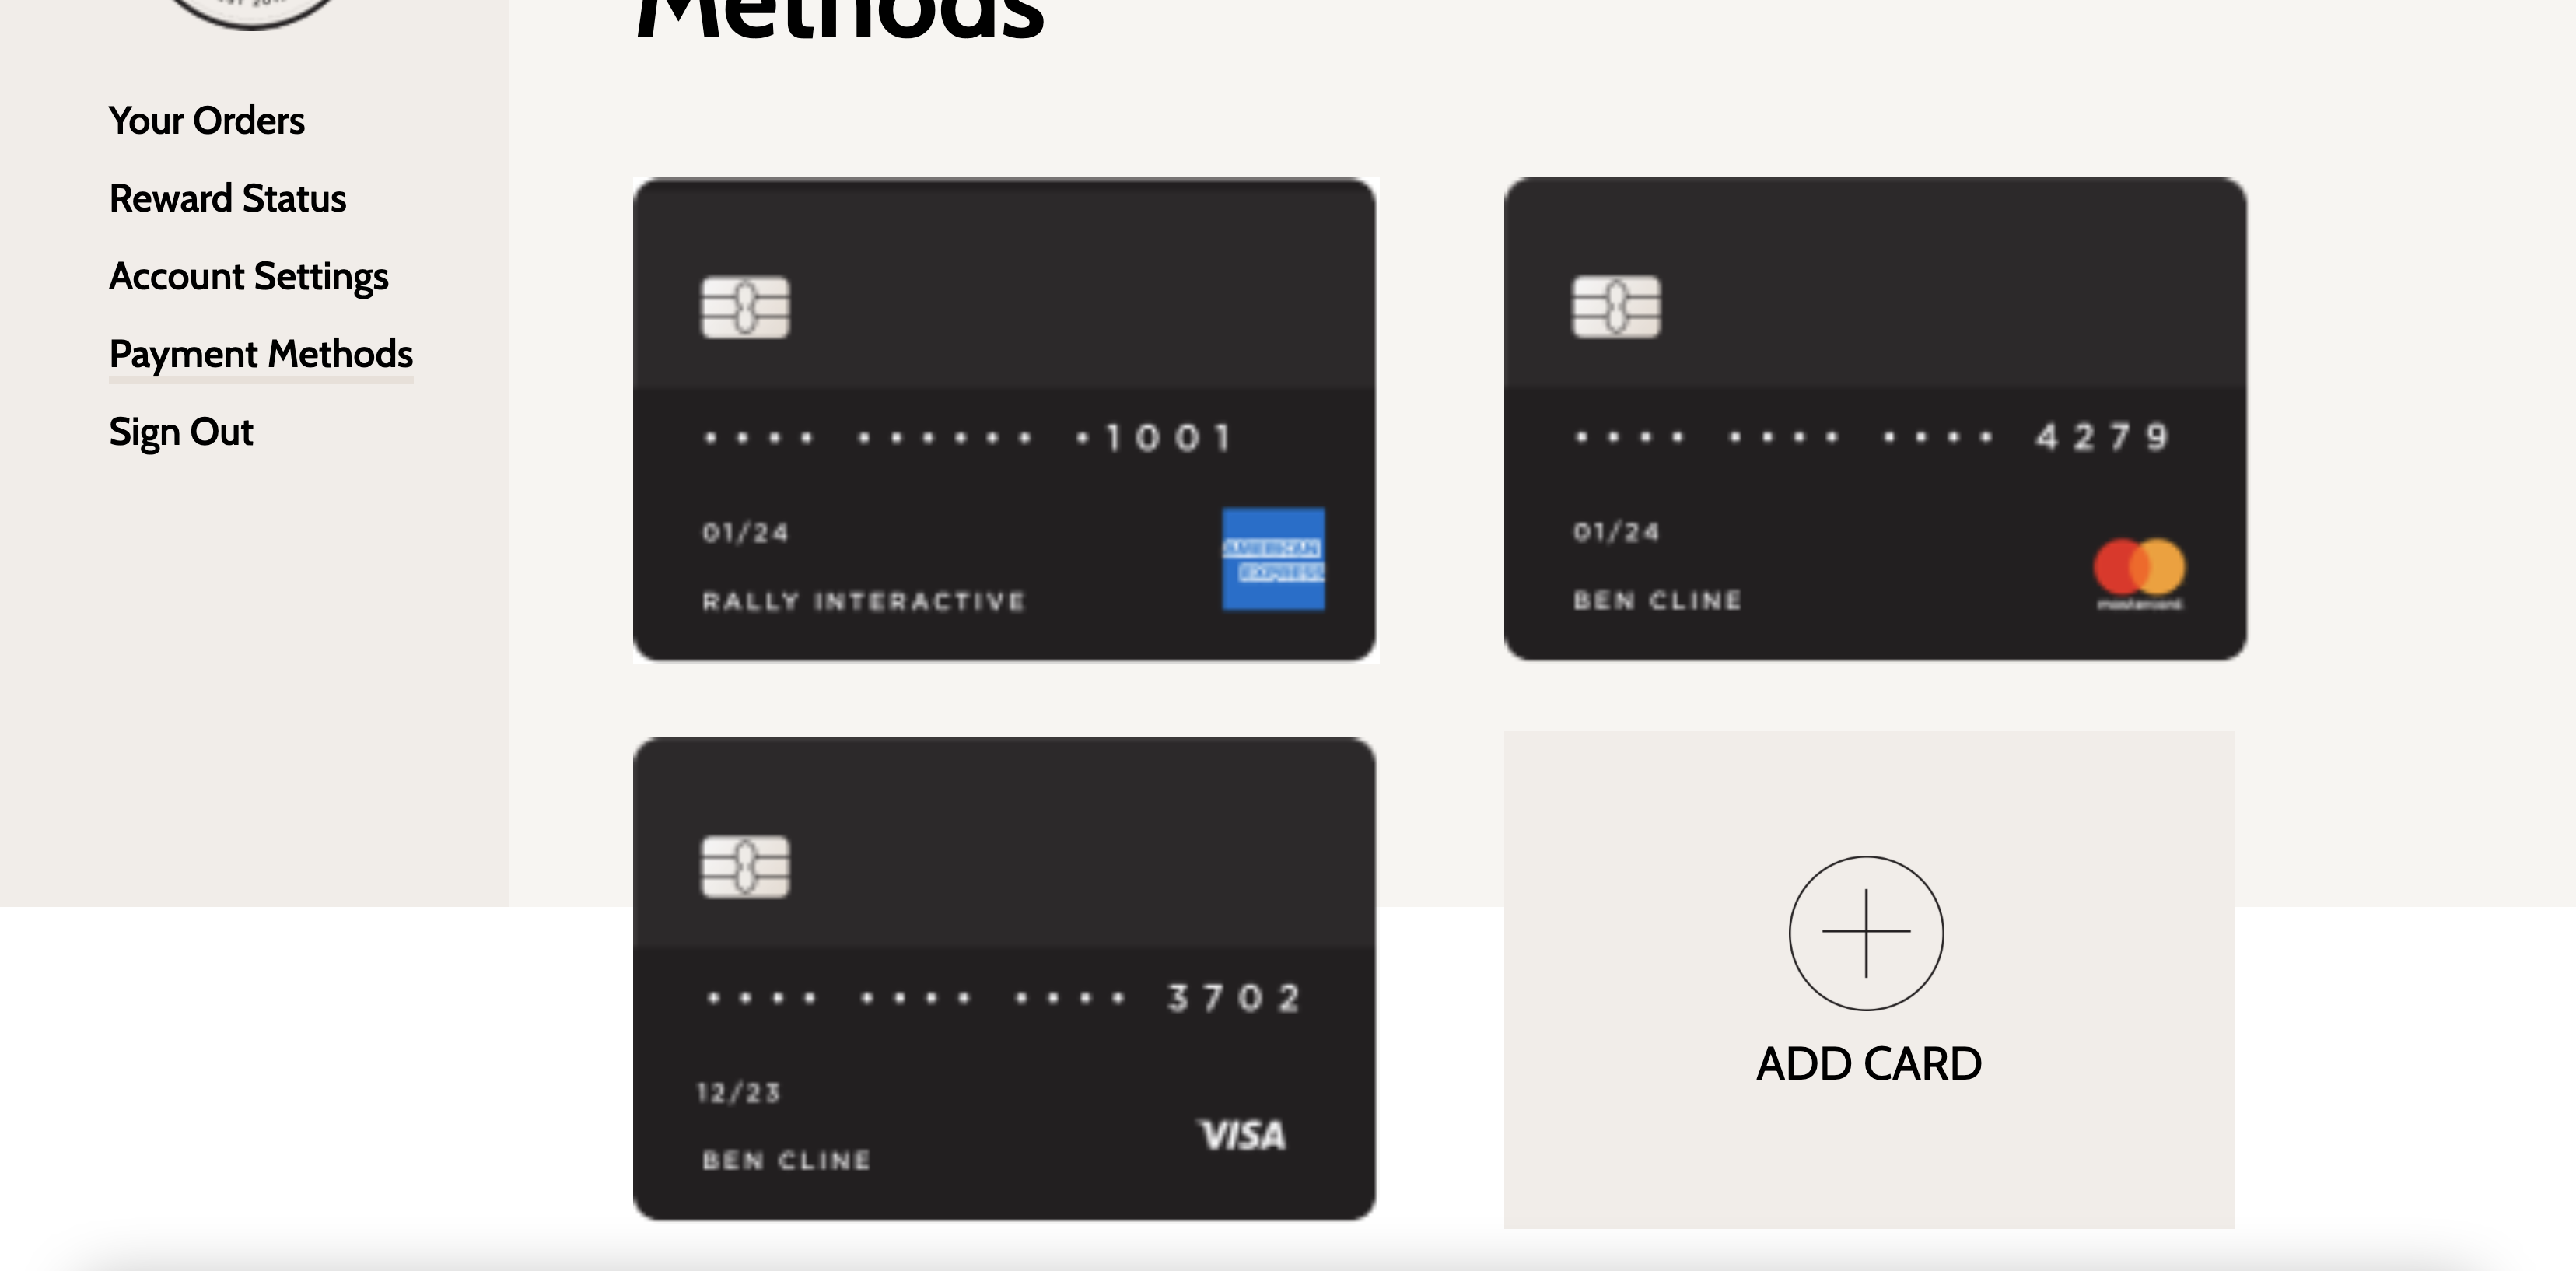 Methods
Your Orders
Reward Status
Account Settings
Payment Methods
Sign Out
•••• •••••• •1001
01/24
AMERICAN
EXPRESS
RALLY INTERACTIVE
•••• •••• •••• 4279
01/24
BEN CLINE
mastercard
•••• •••• •••• 3702
12/23
BEN CLINE
VISA
ADD CARD